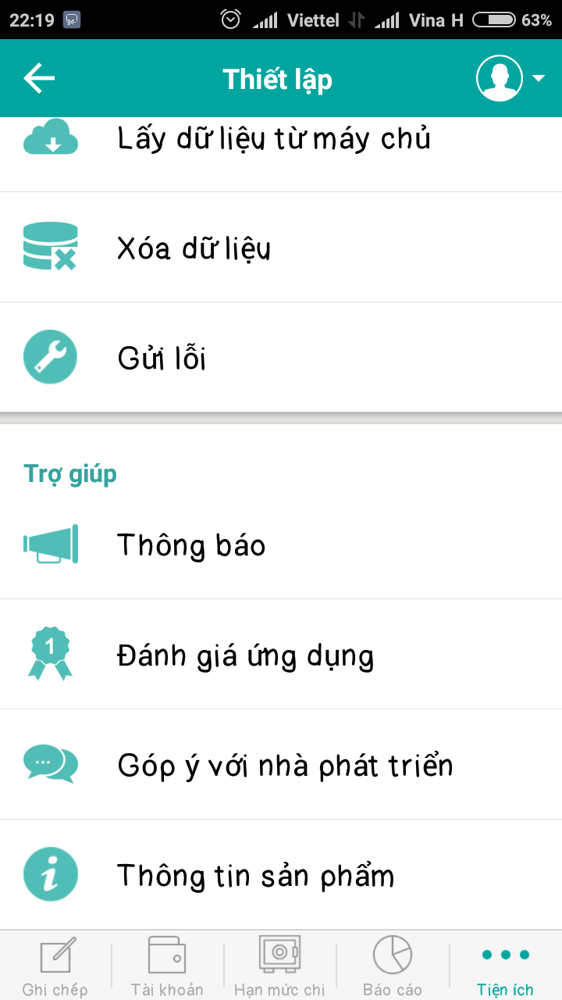 22:19 Viettel Vina H 63%
Thiết lập
Lấy dữ liệu từ máy chủ
Xóa dữ liệu
Gửi lỗi
Trợ giúp
Thông báo
1
Đánh giá ứng dụng
Góp ý với nhà phát triển
Thông tin sản phẩm
Ghi chép Tài khoản Hạn mức chi Báo cáo Tiện ích